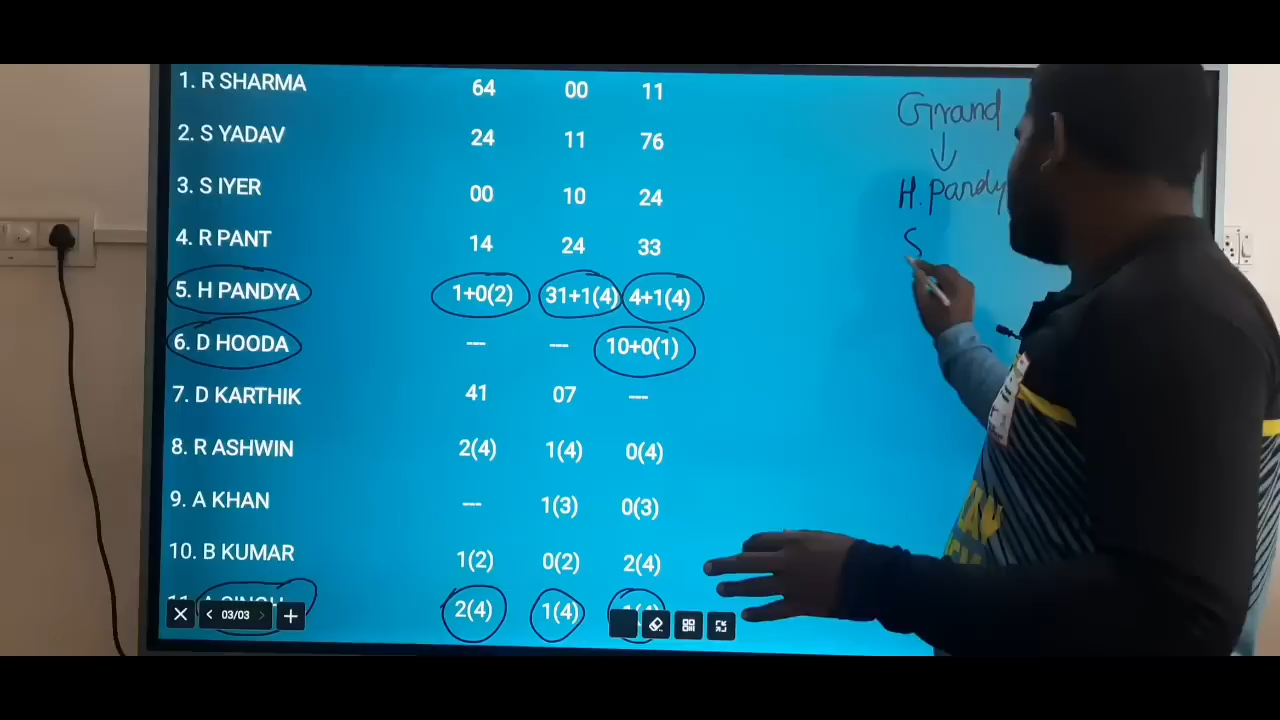 1. R SHARMA 64 00 11
2. S YADAV 24 11 76
3. S IYER 00 10 24
4. R PANT 14 24 33
5. H PANDYA 1+0(2) 31+1(4) 4+1(4)
6. D HOODA --- --- 10+0(1)
7. D KARTHIK 41 07 ---
8. R ASHWIN 2(4) 1(4) 0(4)
9. A KHAN --- 1(3) 0(3)
10. B KUMAR 1(2) 0(2) 2(4)
2(4) 1(4)
03/03
Grand
H. Pandy
S